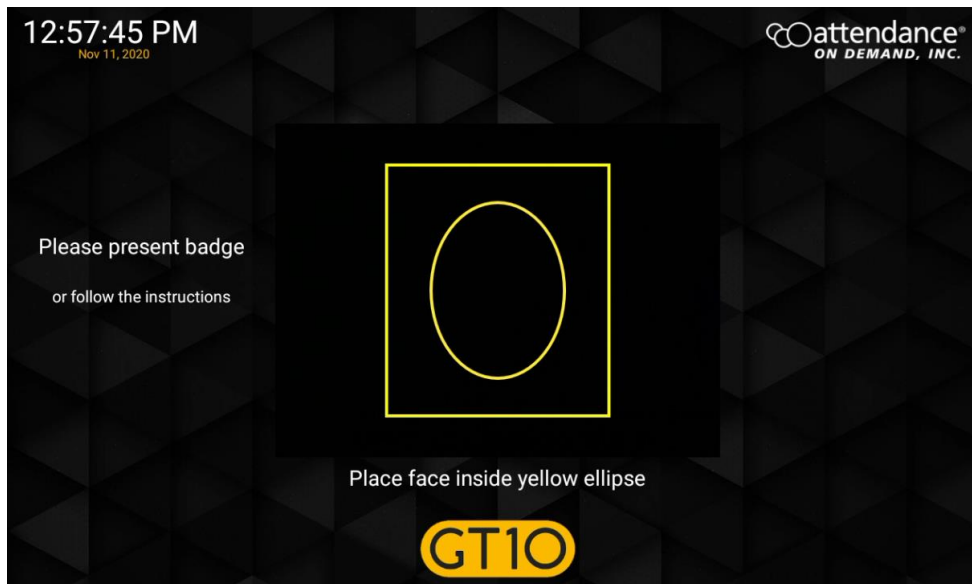 12:57:45 PM
Nov 11, 2020
attendance®
ON DEMAND, INC.
Please present badge
or follow the instructions
Place face inside yellow ellipse
GT10